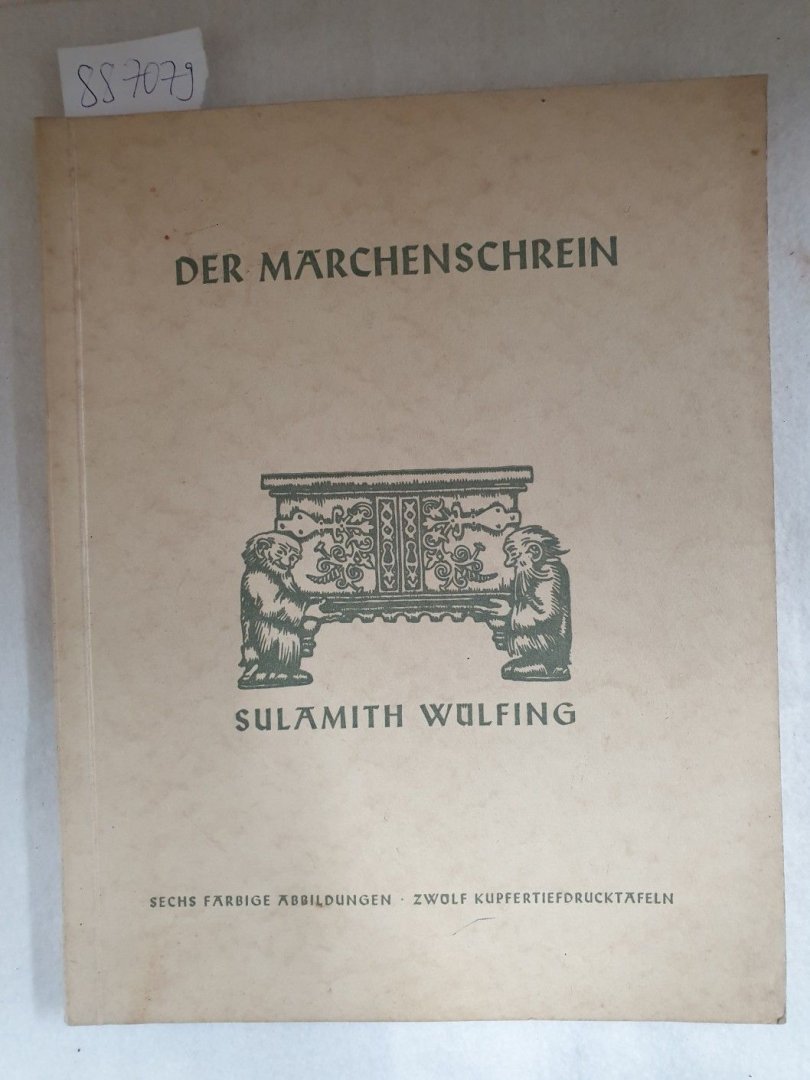 SS7079
DER MÄRCHENSCHREIN
SULAMITH WÜLFING
SECHS FARBIGE ABBILDUNGEN · ZWÖLF KUPFERTIEFDRUCKTAFELN